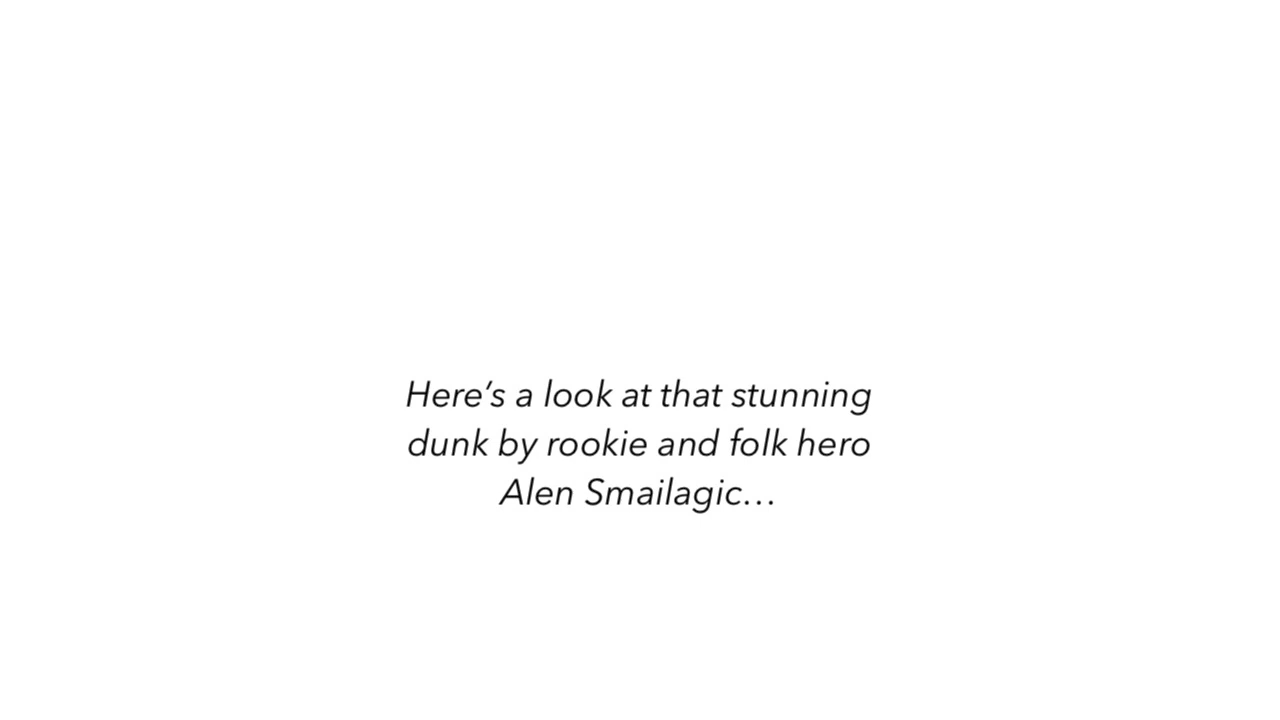 Here’s a look at that stunning
dunk by rookie and folk hero
Alen Smailagic…